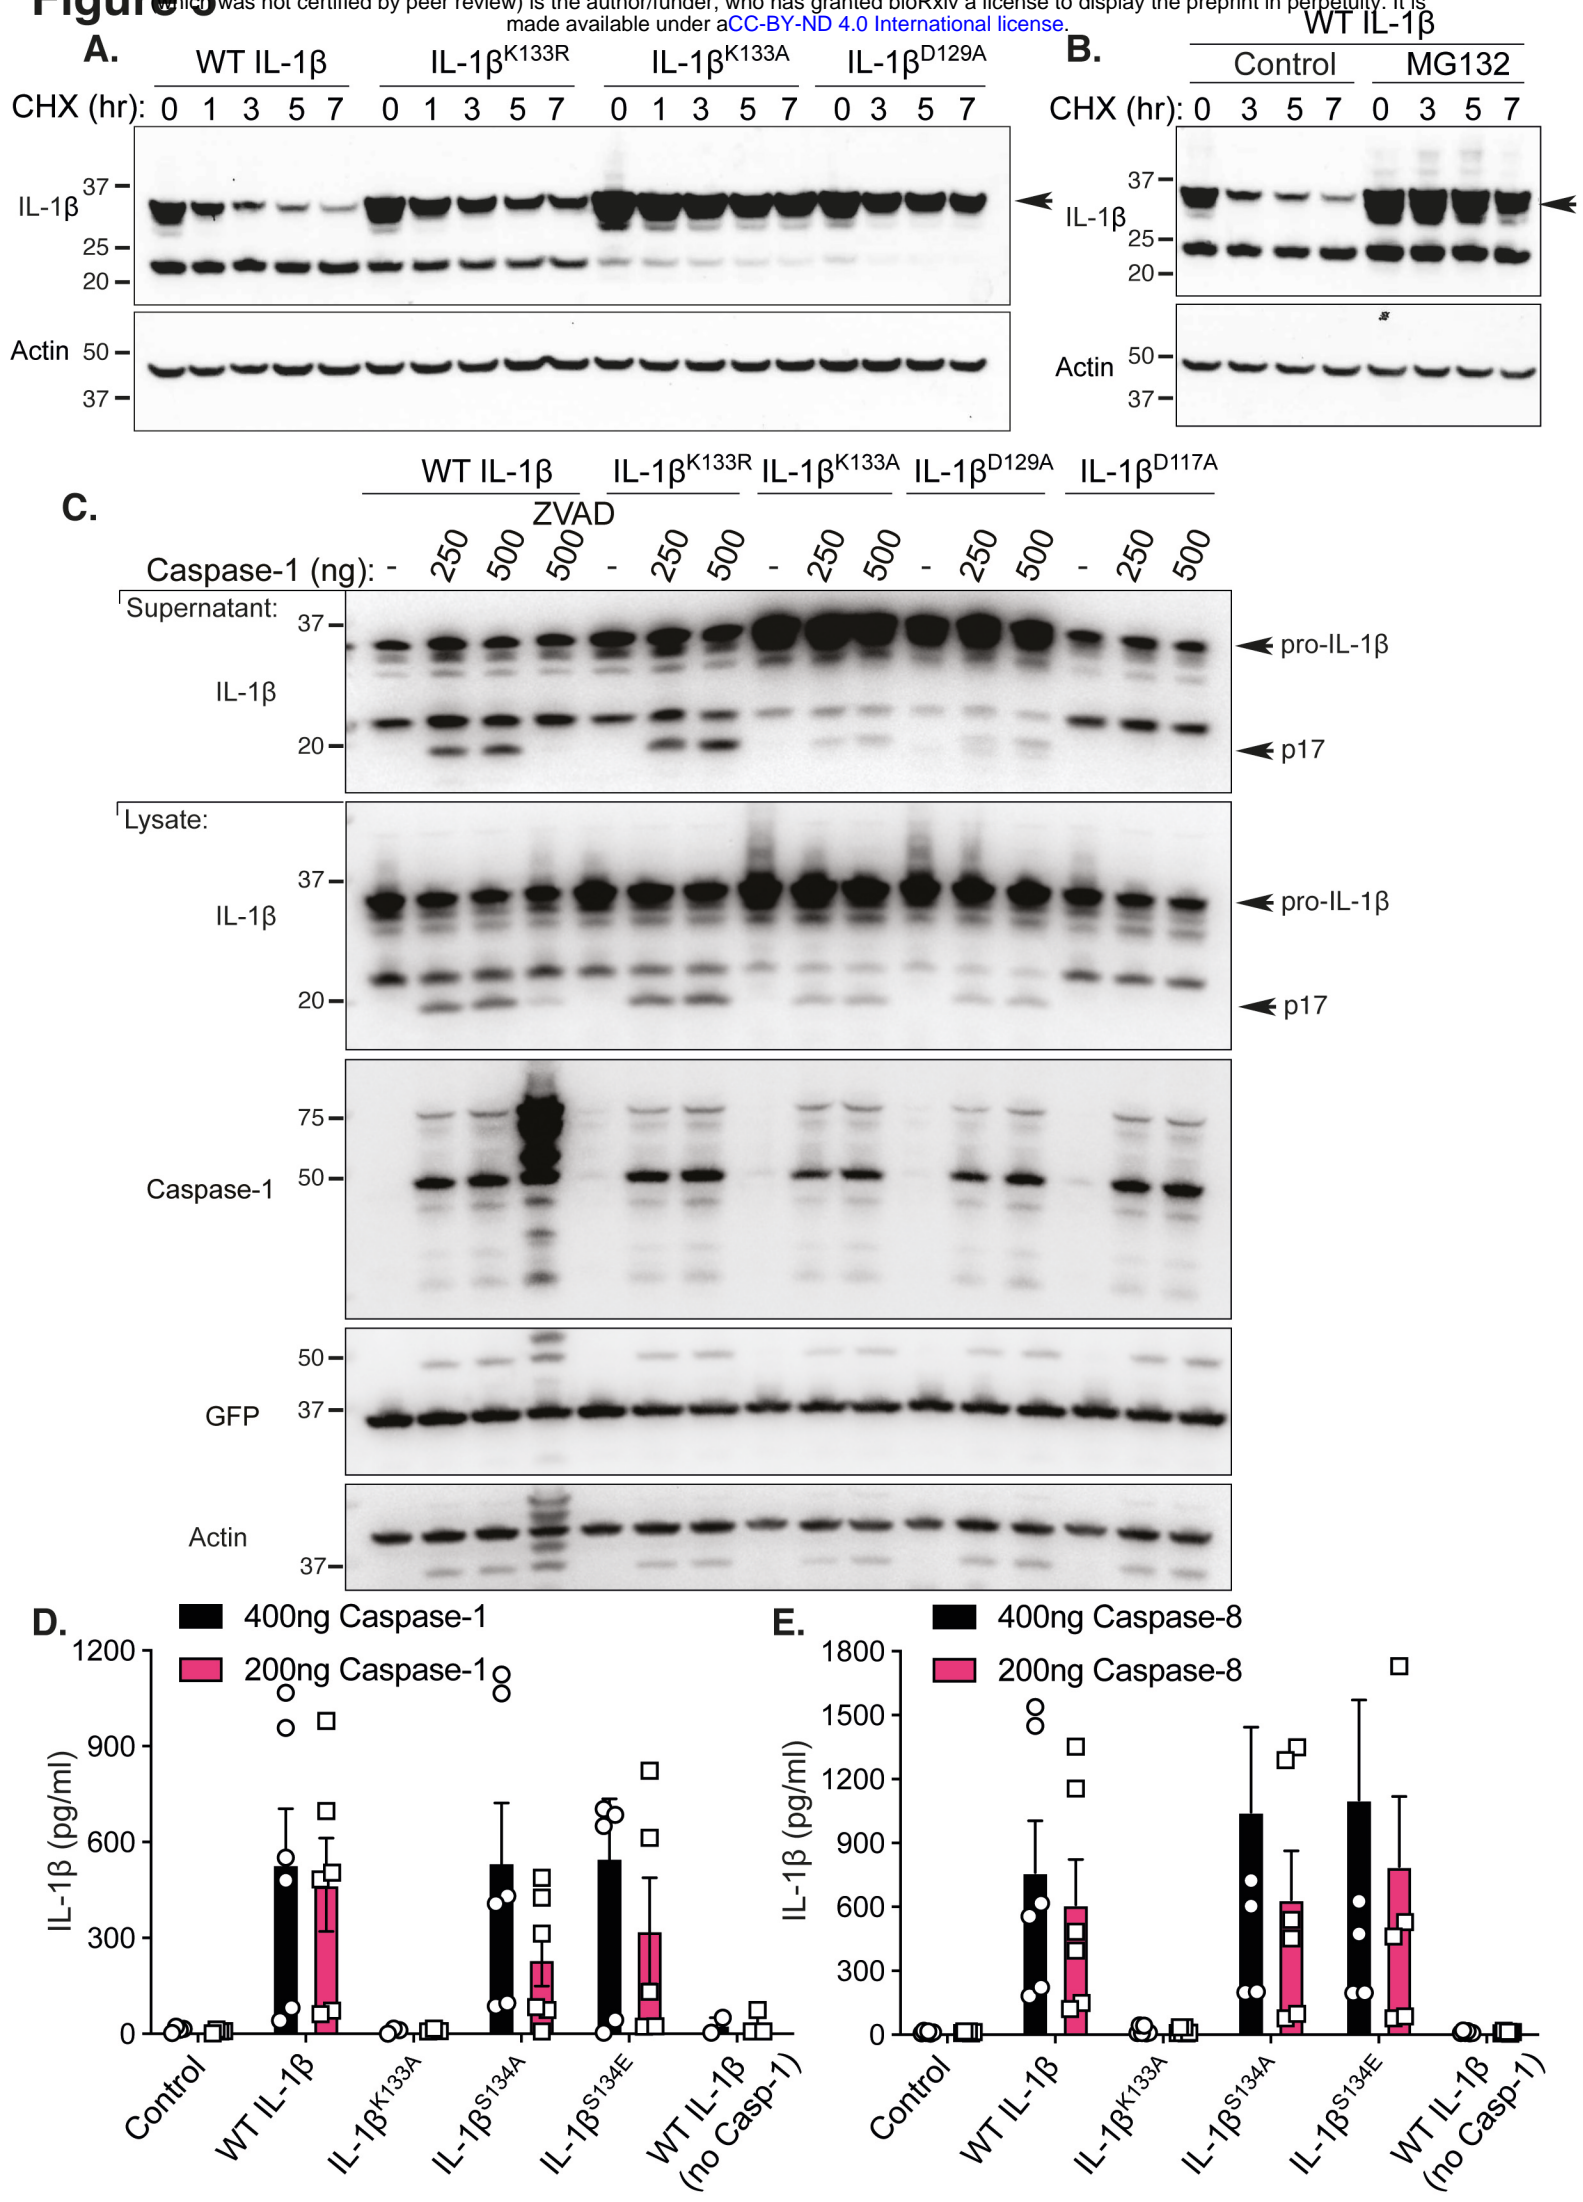 Figure 3
which was not certified by peer review) is the author/funder, who has granted bioRxiv a license to display the preprint in perpetuity. It is
made available under aCC-BY-ND 4.0 International license.
A.
WT IL-1β IL-1βK133R IL-1βK133A IL-1βD129A
CHX (hr): 0 1 3 5 7 0 1 3 5 7 0 1 3 5 7 0 3 5 7
IL-1β
37
25
20
Actin
50
37
B.
WT IL-1β
Control MG132
CHX (hr): 0 3 5 7 0 3 5 7
IL-1β
37
25
20
Actin
50
37
C.
WT IL-1β IL-1βK133R IL-1βK133A IL-1βD129A IL-1βD117A
ZVAD
Caspase-1 (ng): - 250 500 500 - 250 500 - 250 500 - 250 500 - 250 500
Supernatant:
37
pro-IL-1β
IL-1β
20
p17
Lysate:
37
pro-IL-1β
IL-1β
20
p17
75
50
Caspase-1
50
37
GFP
Actin
37
D.
400ng Caspase-1
200ng Caspase-1
IL-1β (pg/ml)
1200
900
600
300
0
Control
WT IL-1β
IL-1βK133A
IL-1βS134A
IL-1βS134E
WT IL-1β
(no Casp-1)
E.
400ng Caspase-8
200ng Caspase-8
IL-1β (pg/ml)
1800
1500
1200
900
600
300
0
Control
WT IL-1β
IL-1βK133A
IL-1βS134A
IL-1βS134E
WT IL-1β
(no Casp-1)